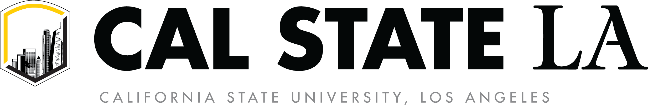 CAL STATE LA
CALIFORNIA STATE UNIVERSITY, LOS ANGELES